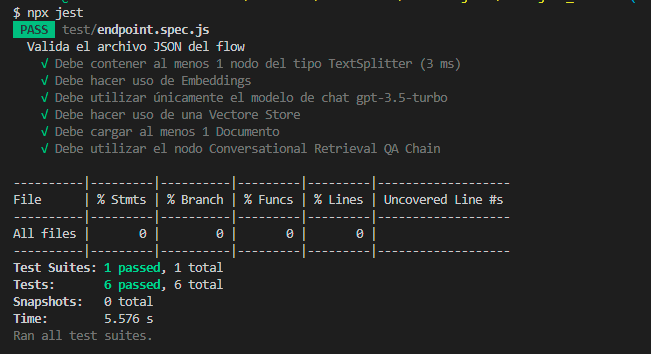 $ npx jest
PASS test/endpoint.spec.js
Valida el archivo JSON del flow
√ Debe contener al menos 1 nodo del tipo TextSplitter (3 ms)
√ Debe hacer uso de Embeddings
√ Debe utilizar únicamente el modelo de chat gpt-3.5-turbo
√ Debe hacer uso de una Vectore Store
√ Debe cargar al menos 1 Documento
√ Debe utilizar el nodo Conversational Retrieval QA Chain
----------|---------|----------|---------|---------|-------------------
File | % Stmts | % Branch | % Funcs | % Lines | Uncovered Line #s
----------|---------|----------|---------|---------|-------------------
All files | 0 | 0 | 0 | 0 |
----------|---------|----------|---------|---------|-------------------
Test Suites: 1 passed, 1 total
Tests: 6 passed, 6 total
Snapshots: 0 total
Time: 5.576 s
Ran all test suites.